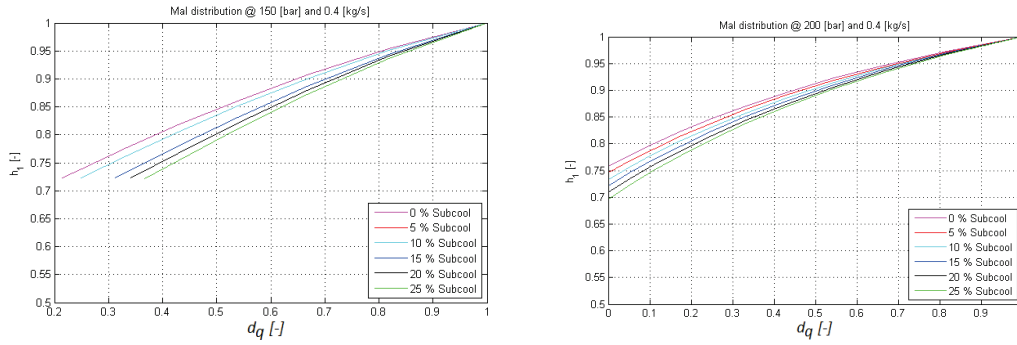 Mal distribution @ 150 [bar] and 0.4 [kg/s]
1
0.95
0.9
0.85
0.8
0.75
0.7
0.65
0.6
0.55
0.5
h1 [-]
0.2 0.3 0.4 0.5 0.6 0.7 0.8 0.9 1
dq [-]
0 % Subcool
5 % Subcool
10 % Subcool
15 % Subcool
20 % Subcool
25 % Subcool
Mal distribution @ 200 [bar] and 0.4 [kg/s]
1
0.95
0.9
0.85
0.8
0.75
0.7
0.65
0.6
0.55
0.5
h1 [-]
0 0.1 0.2 0.3 0.4 0.5 0.6 0.7 0.8 0.9
dq [-]
0 % Subcool
5 % Subcool
10 % Subcool
15 % Subcool
20 % Subcool
25 % Subcool